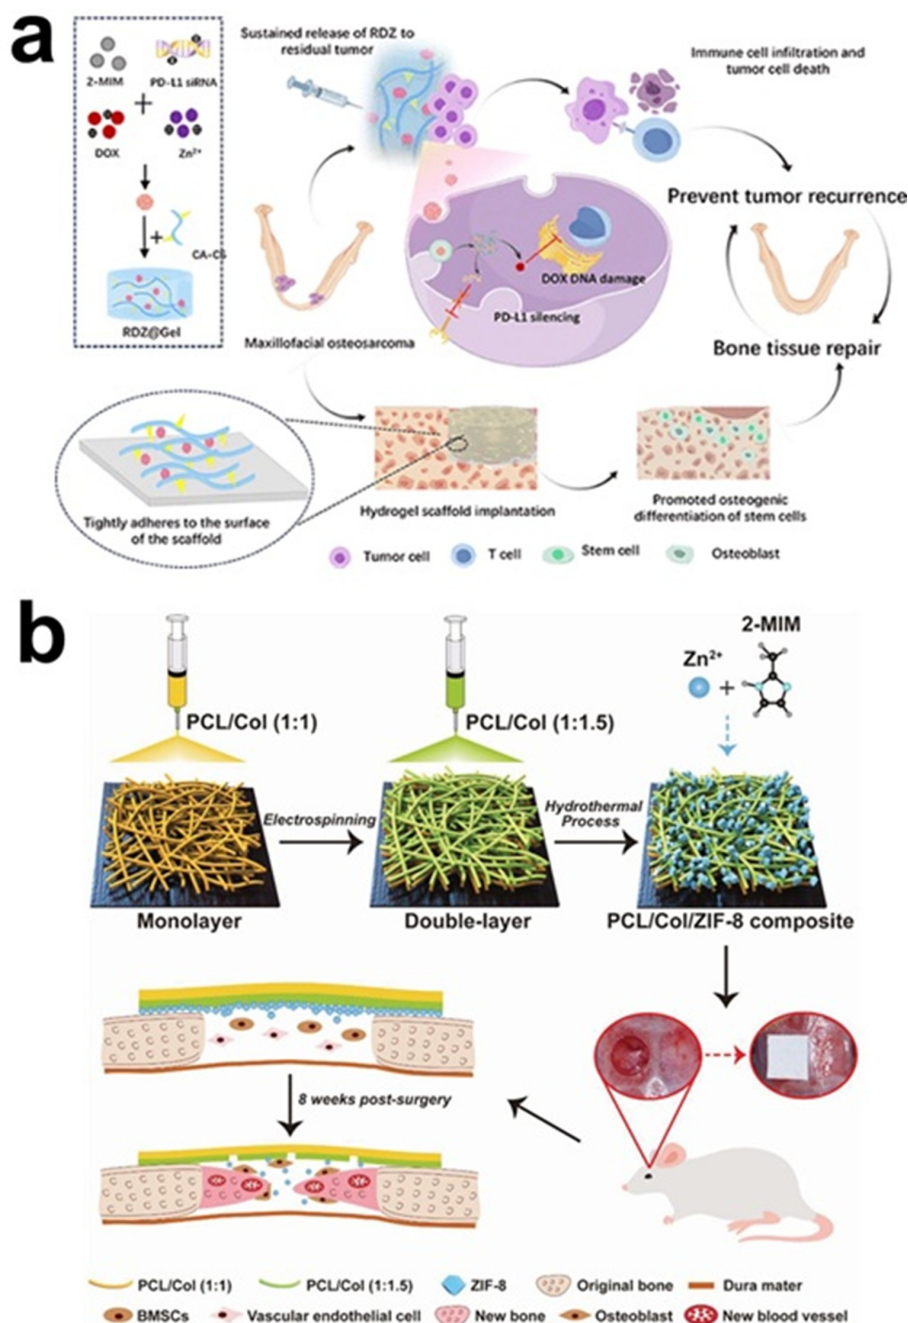 a
Sustained release of RDZ to
residual tumor
Immune cell infiltration and
tumor cell death
2-MIM
PD-L1 siRNA
DOX
Zn²⁺
CA-CS
RDZ@Gel
Prevent tumor recurrence
DOX DNA damage
PD-L1 silencing
Maxillofacial osteosarcoma
Bone tissue repair
Tightly adheres to the surface
of the scaffold
Hydrogel scaffold implantation
Promoted osteogenic
differentiation of stem cells
Tumor cell
T cell
Stem cell
Osteoblast
b
PCL/Col (1:1)
PCL/Col (1:1.5)
Zn²⁺
+
2-MIM
Electrospinning
Hydrothermal
Process
Monolayer
Double-layer
PCL/Col/ZIF-8 composite
8 weeks post-surgery
PCL/Col (1:1)
PCL/Col (1:1.5)
ZIF-8
Original bone
Dura mater
BMSCs
Vascular endothelial cell
New bone
Osteoblast
New blood vessel